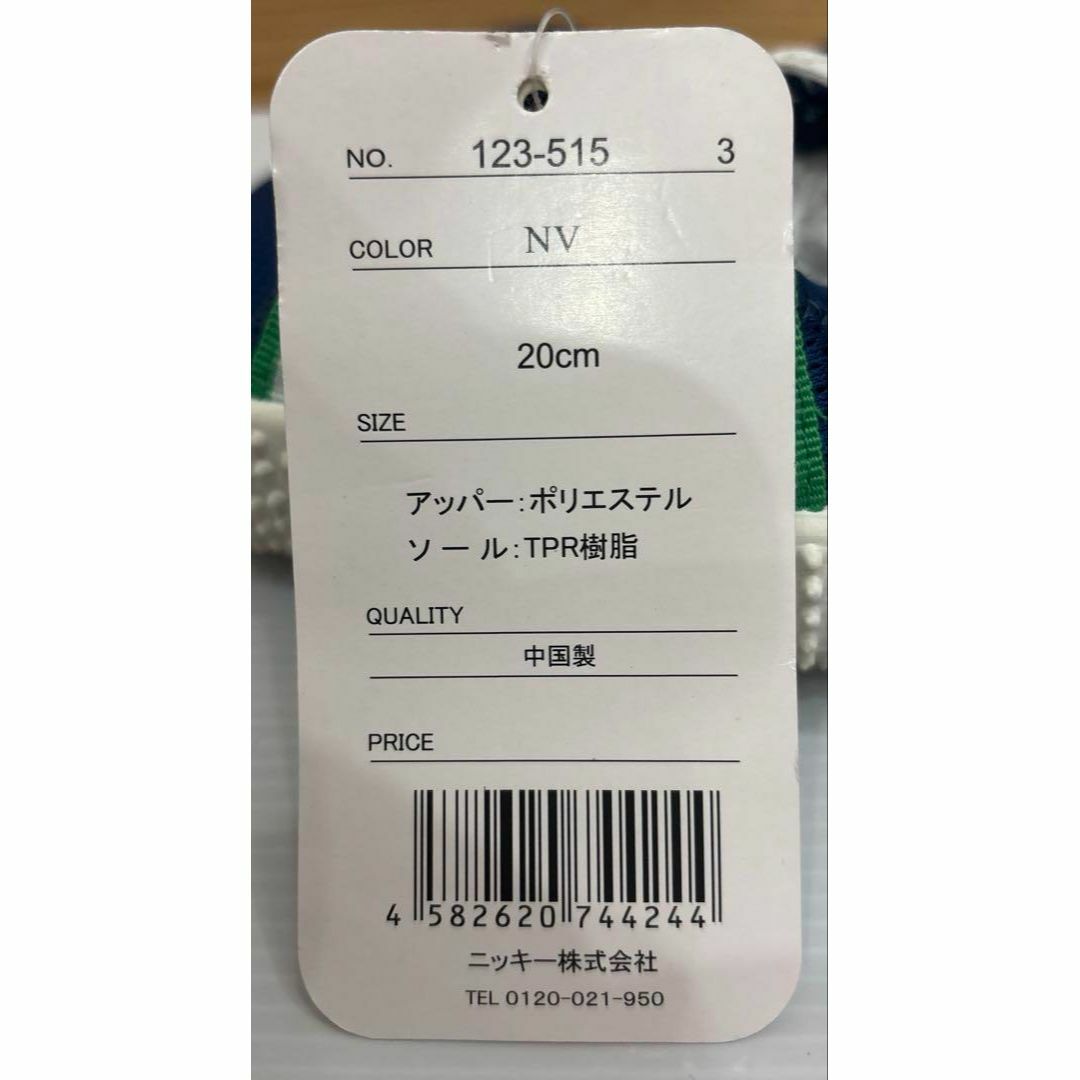 NO. 123-515 3
COLOR NV
20cm
SIZE
アッパー:ポリエステル
ソール:TPR樹脂
QUALITY
中国製
PRICE
4 582620 744244
ニッキー株式会社
TEL 0120-021-950